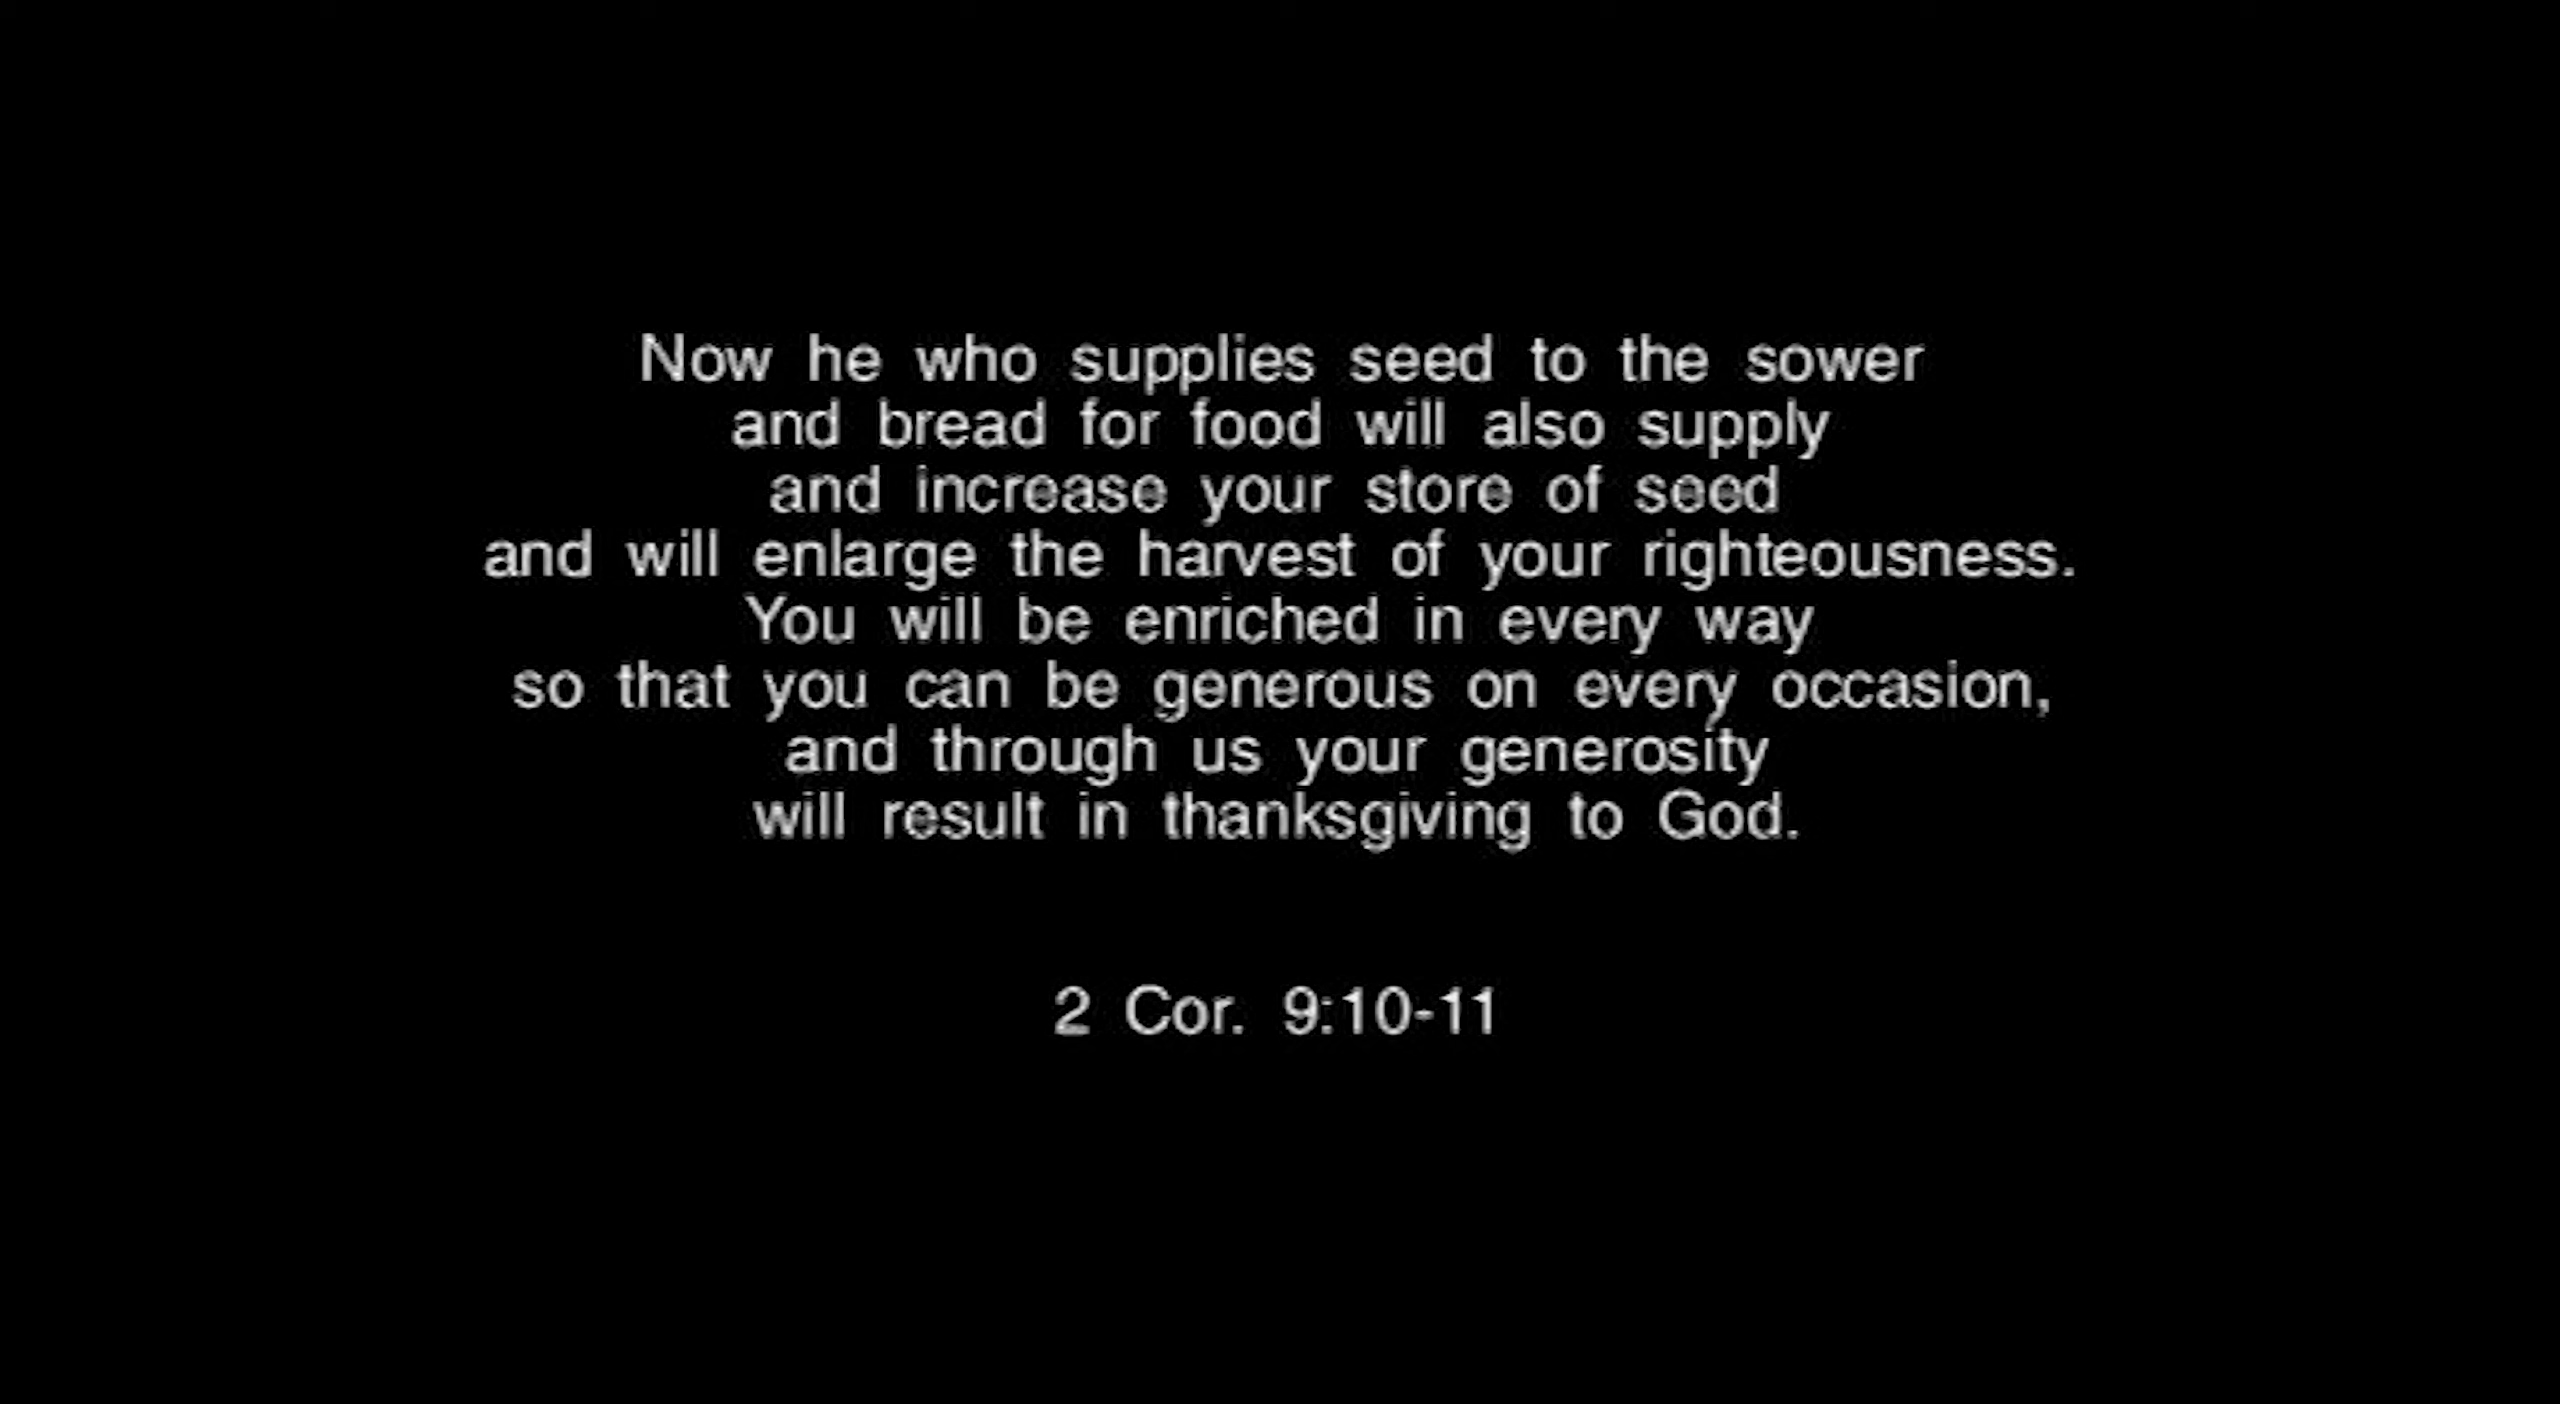 Now he who supplies seed to the sower
and bread for food will also supply
and increase your store of seed
and will enlarge the harvest of your righteousness.
You will be enriched in every way
so that you can be generous on every occasion,
and through us your generosity
will result in thanksgiving to God.
2 Cor. 9:10-11